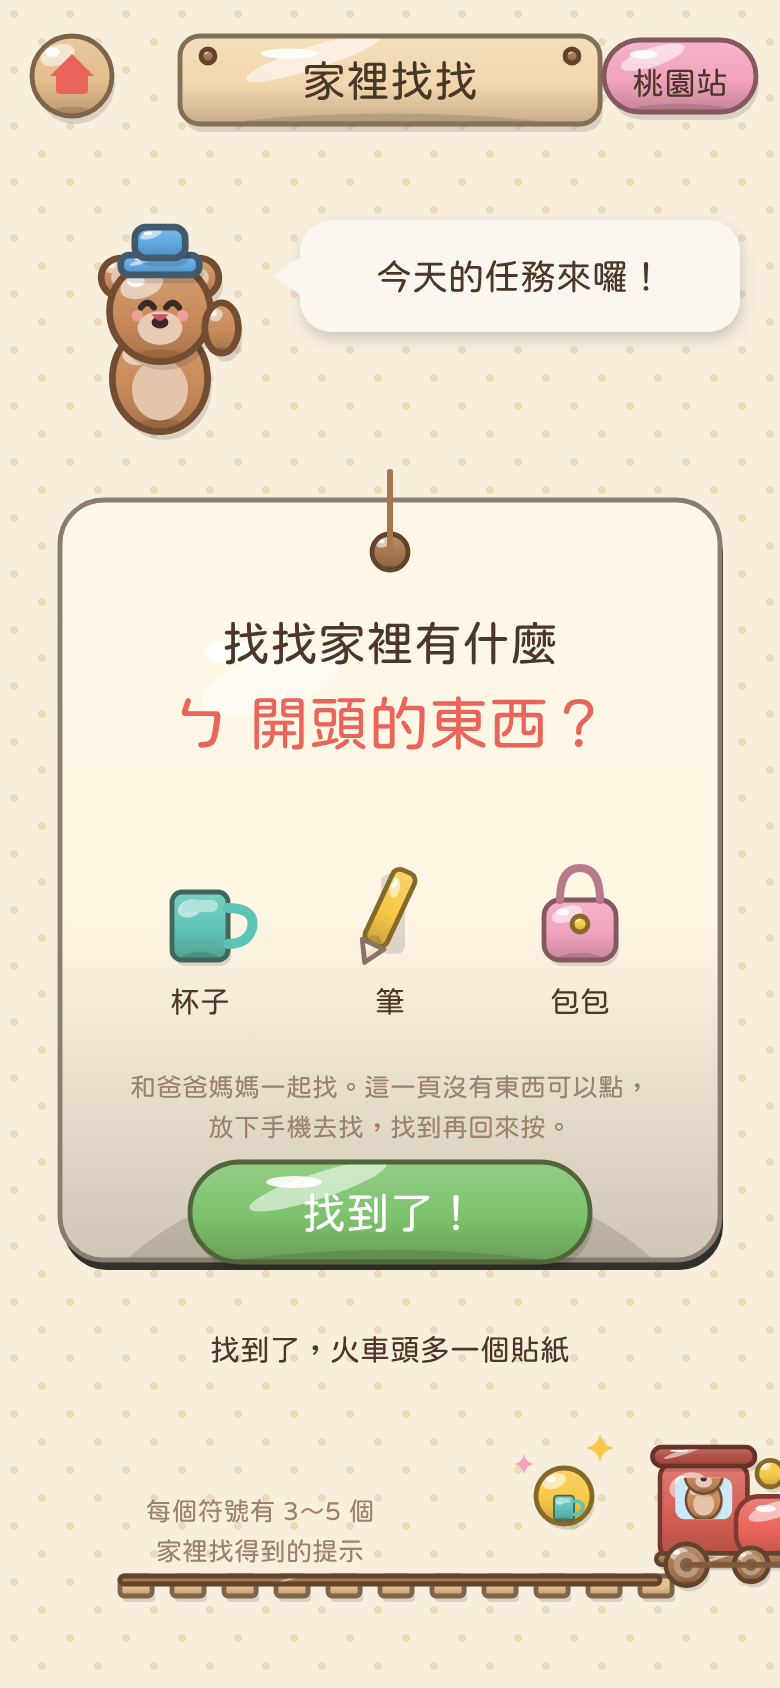 家裡找找
桃園站
今天的任務來囉！
找找家裡有什麼
ㄅ 開頭的東西？
杯子
筆
包包
和爸爸媽媽一起找。這一頁沒有東西可以點，
放下手機去找，找到再回來按。
找到了！
找到了，火車頭多一個貼紙
每個符號有 3～5 個
家裡找得到的提示